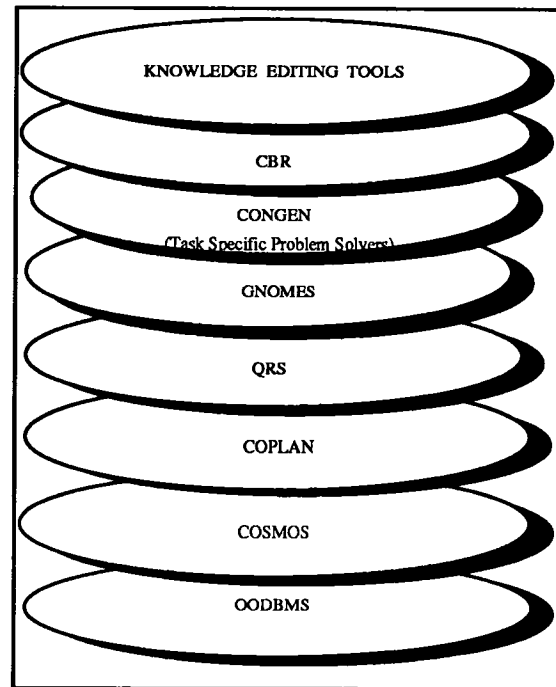 KNOWLEDGE EDITING TOOLS
CBR
CONGEN
(Task Specific Problem Solvers)
GNOMES
QRS
COPLAN
COSMOS
OODBMS